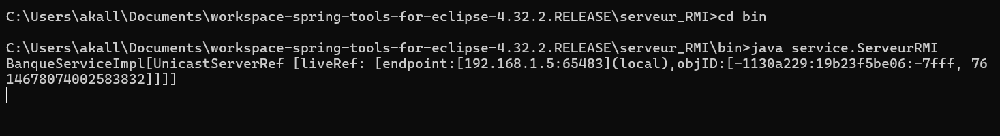 C:\Users\akall\Documents\workspace-spring-tools-for-eclipse-4.32.2.RELEASE\serveur_RMI>cd bin
C:\Users\akall\Documents\workspace-spring-tools-for-eclipse-4.32.2.RELEASE\serveur_RMI\bin>java service.ServeurRMI
BanqueServiceImpl[UnicastServerRef [liveRef: [endpoint:[192.168.1.5:65483](local),objID:[-1130a229:19b23f5be06:-7fff, 76
14678074002583832]]]]